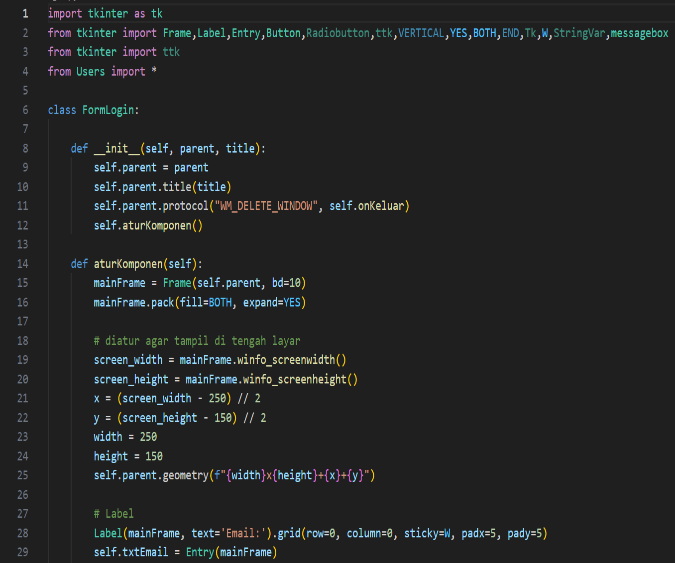 1 import tkinter as tk
2 from tkinter import Frame,Label,Entry,Button,Radiobutton,ttk,VERTICAL,YES,BOTH,END,Tk,W,StringVar,messagebox
3 from tkinter import ttk
4 from Users import *
5
6 class FormLogin:
7
8     def __init__(self, parent, title):
9         self.parent = parent
10         self.parent.title(title)
11         self.parent.protocol("WM_DELETE_WINDOW", self.onKeluar)
12         self.aturKomponen()
13
14     def aturKomponen(self):
15         mainFrame = Frame(self.parent, bd=10)
16         mainFrame.pack(fill=BOTH, expand=YES)
17
18         # diatur agar tampil di tengah layar
19         screen_width = mainFrame.winfo_screenwidth()
20         screen_height = mainFrame.winfo_screenheight()
21         x = (screen_width - 250) // 2
22         y = (screen_height - 150) // 2
23         width = 250
24         height = 150
25         self.parent.geometry(f"{width}x{height}+{x}+{y}")
26
27         # Label
28         Label(mainFrame, text='Email:').grid(row=0, column=0, sticky=W, padx=5, pady=5)
29         self.txtEmail = Entry(mainFrame)